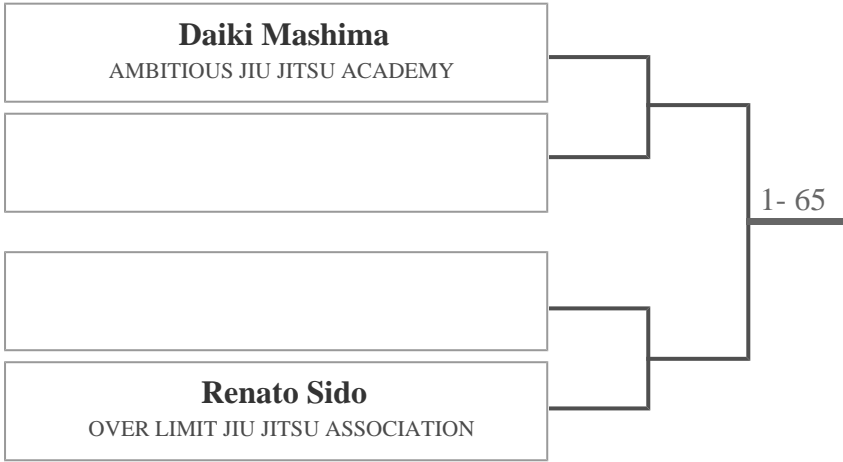 Daiki Mashima
AMBITIOUS JIU JITSU ACADEMY
1- 65
Renato Sido
OVER LIMIT JIU JITSU ASSOCIATION